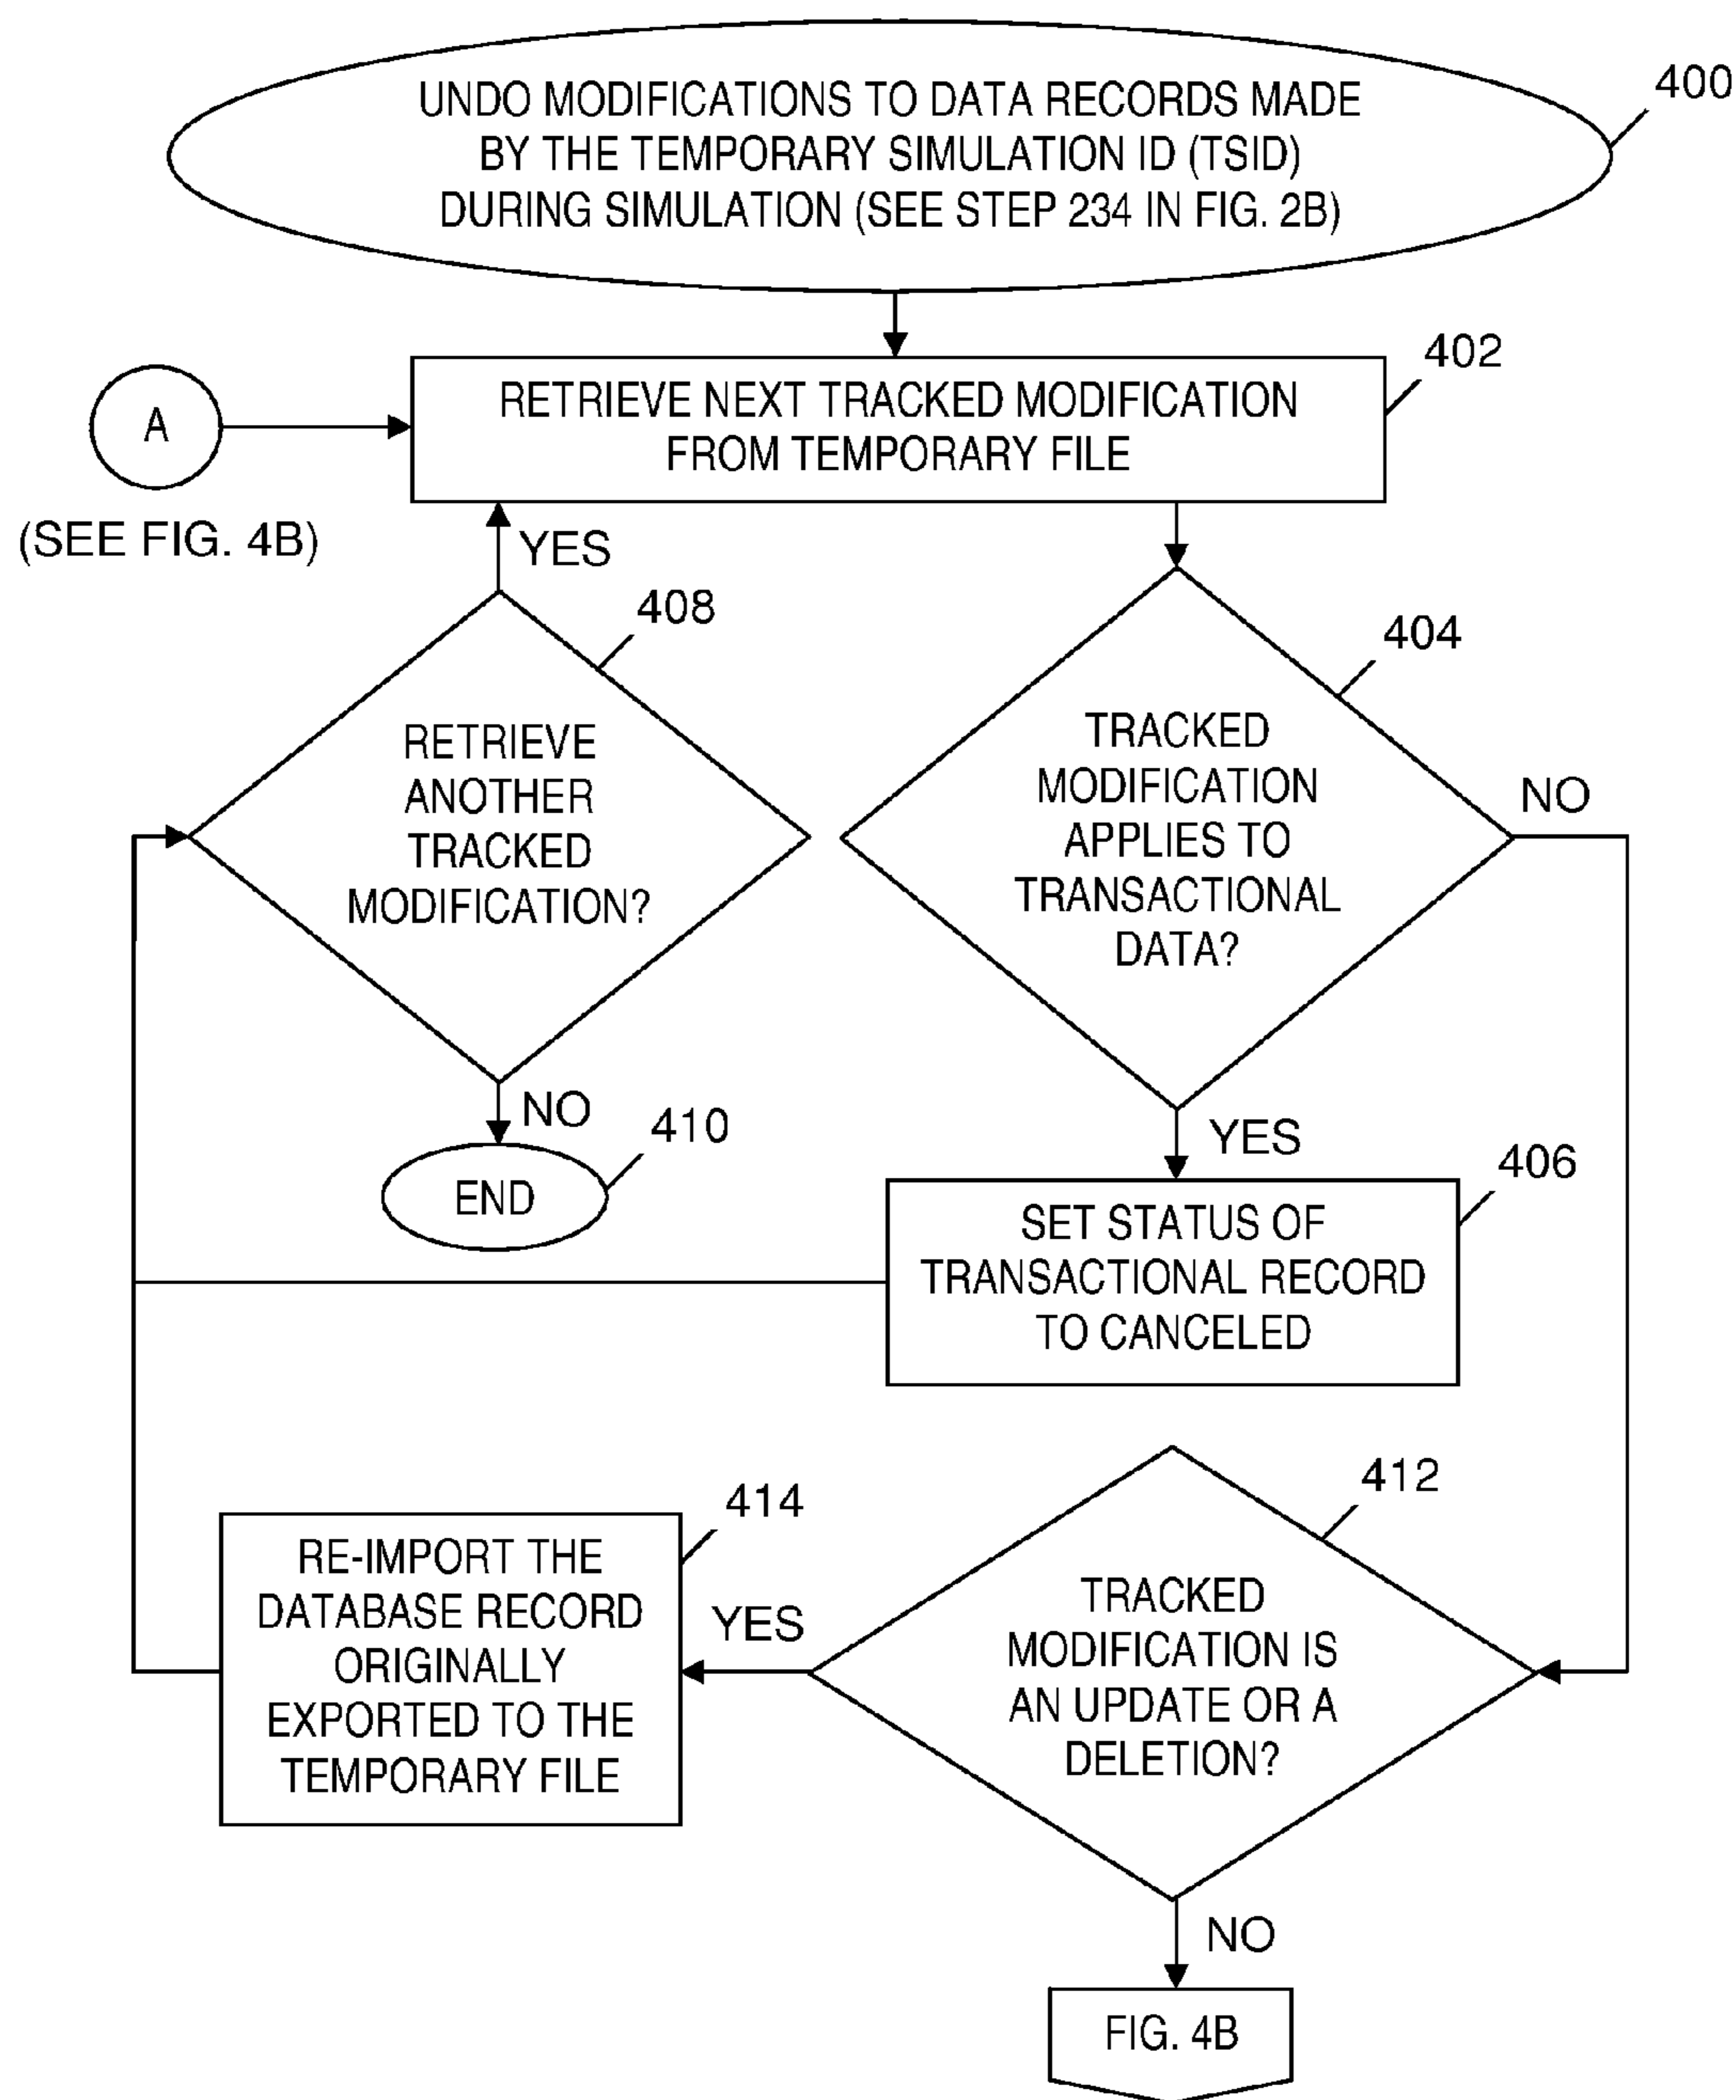 UNDO MODIFICATIONS TO DATA RECORDS MADE
BY THE TEMPORARY SIMULATION ID (TSID)
DURING SIMULATION (SEE STEP 234 IN FIG. 2B)
400
RETRIEVE NEXT TRACKED MODIFICATION
FROM TEMPORARY FILE
402
A
(SEE FIG. 4B)
YES
408
RETRIEVE
ANOTHER
TRACKED
MODIFICATION?
404
TRACKED
MODIFICATION
APPLIES TO
TRANSACTIONAL
DATA?
NO
NO
410
END
YES
406
SET STATUS OF
TRANSACTIONAL RECORD
TO CANCELED
414
RE-IMPORT THE
DATABASE RECORD
ORIGINALLY
EXPORTED TO THE
TEMPORARY FILE
YES
412
TRACKED
MODIFICATION IS
AN UPDATE OR A
DELETION?
NO
FIG. 4B